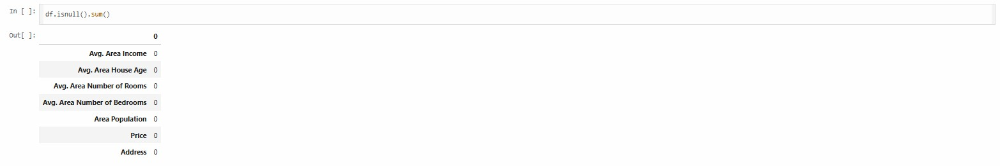 In [ ]: df.isnull().sum()
Out[ ]: 0
Avg. Area Income 0
Avg. Area House Age 0
Avg. Area Number of Rooms 0
Avg. Area Number of Bedrooms 0
Area Population 0
Price 0
Address 0